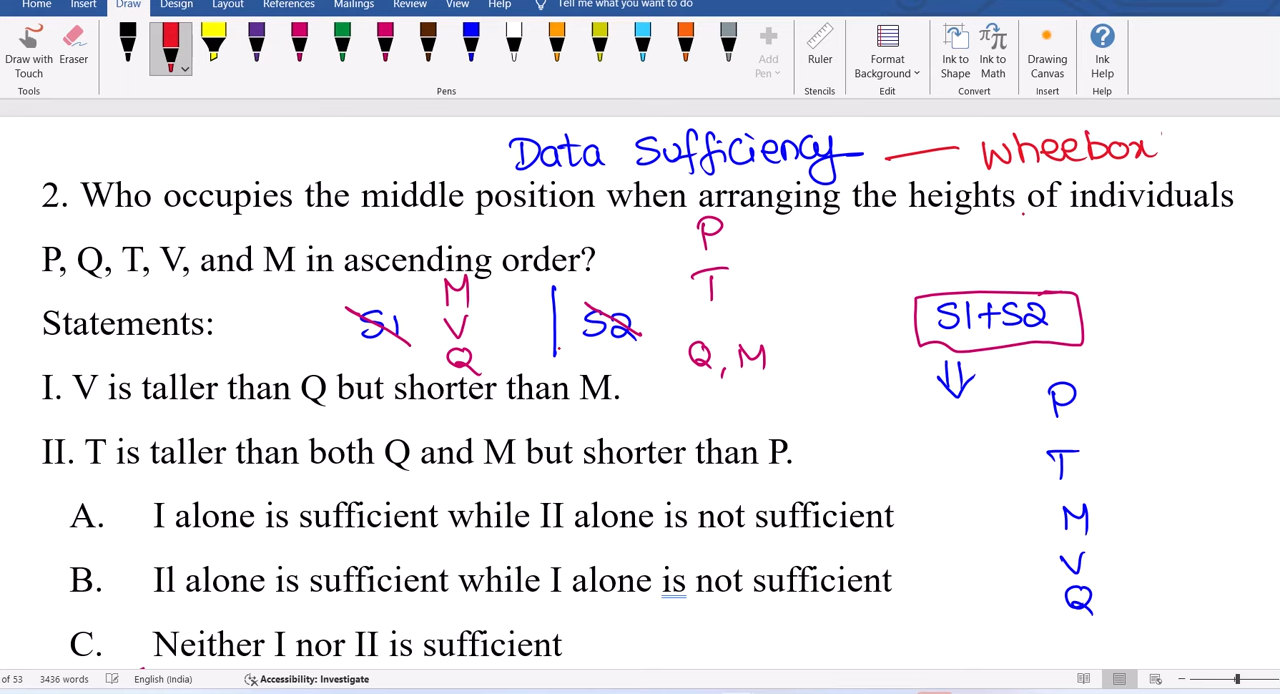 Home Insert Draw Design Layout References Mailings Review View Help Tell me what you want to do
Draw with Touch Eraser Add Pen Ruler Format Background Ink to Shape Ink to Math Drawing Canvas Ink Help
Tools Pens Stencils Edit Convert Insert Help
Data Sufficiency — Wheebox
2. Who occupies the middle position when arranging the heights of individuals
P
P, Q, T, V, and M in ascending order?
T
M
Statements: S1 V S2 S1+S2
Q Q, M
I. V is taller than Q but shorter than M.
P
II. T is taller than both Q and M but shorter than P.
T
A. I alone is sufficient while II alone is not sufficient
M
V
B. Il alone is sufficient while I alone is not sufficient
Q
C. Neither I nor II is sufficient
of 53 3436 words English (India) Accessibility: Investigate